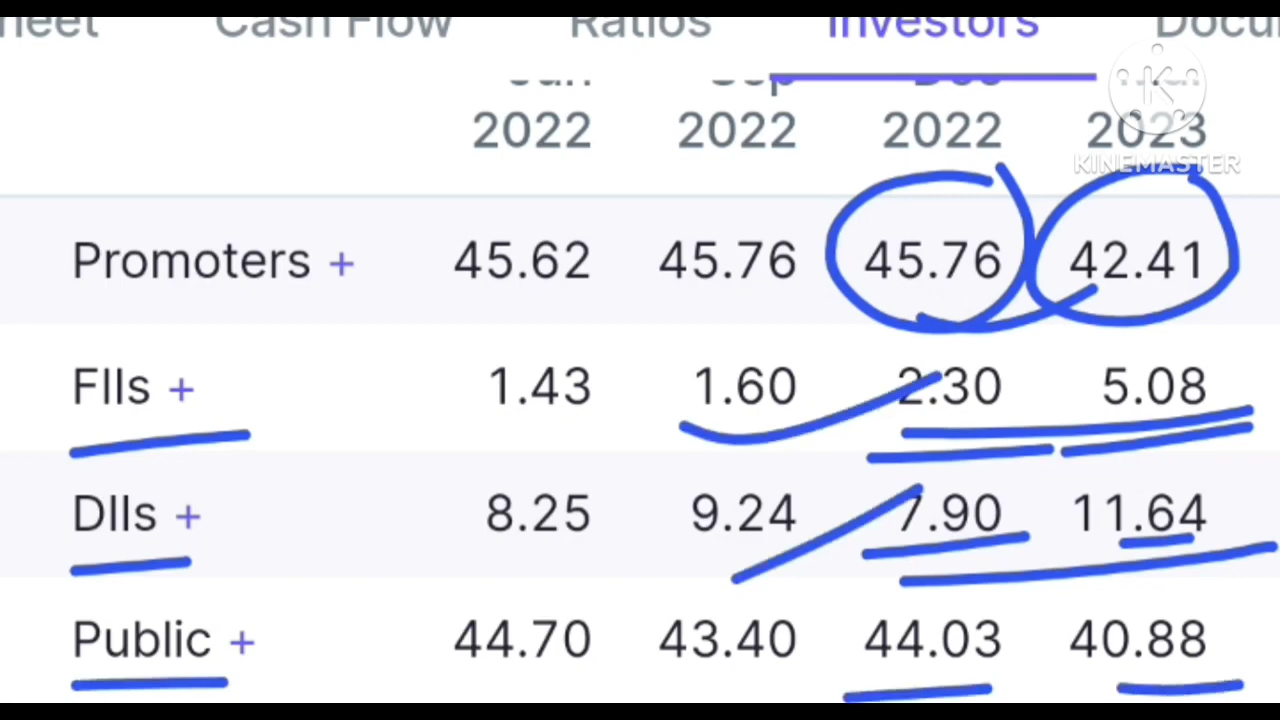 Cash Flow Ratios Investors
2022 2022 2022 2023
KINEMASTER
Promoters + 45.62 45.76 45.76 42.41
FIIs + 1.43 1.60 2.30 5.08
DIIs + 8.25 9.24 7.90 11.64
Public + 44.70 43.40 44.03 40.88